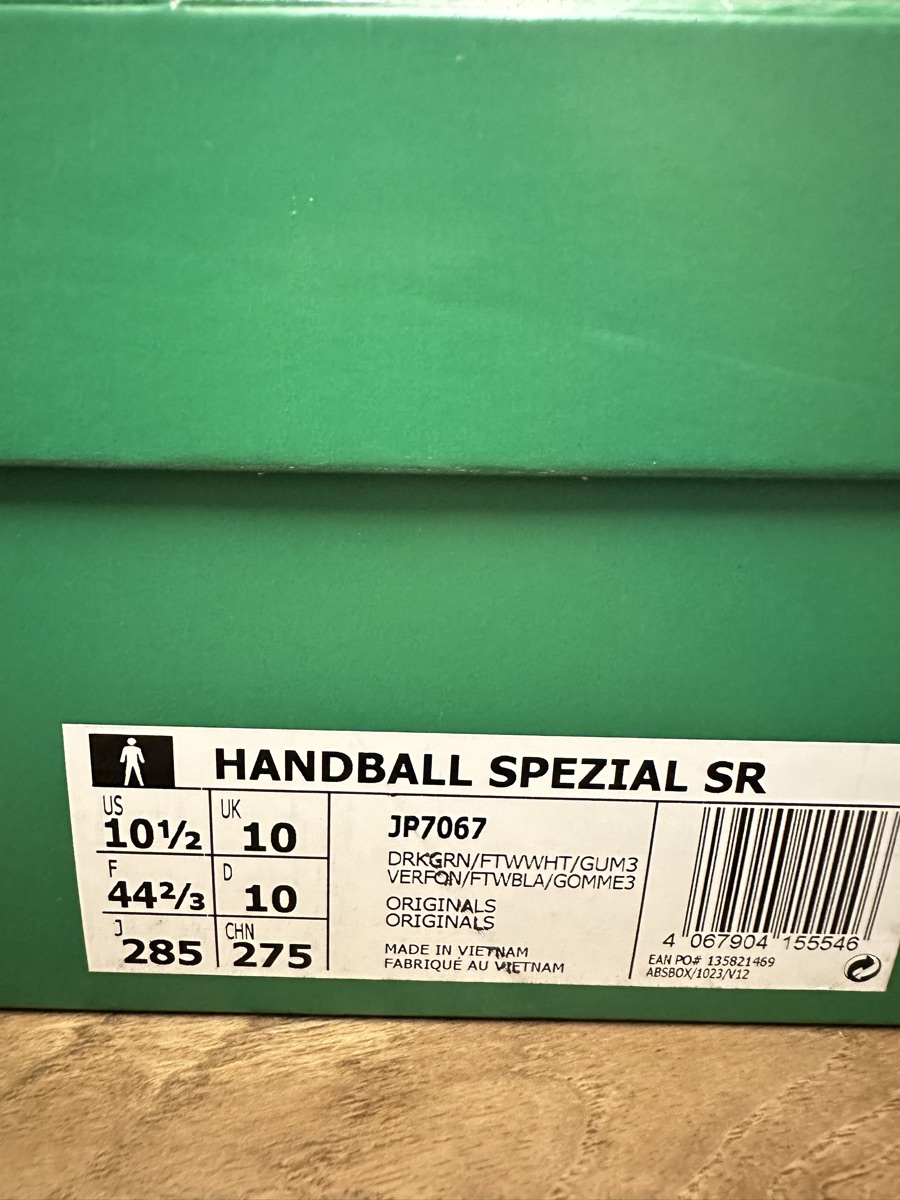 HANDBALL SPEZIAL SR
US
10½
UK
10
F
44⅔
D
10
J
285
CHN
275
JP7067
DRKGRN/FTWWHT/GUM3
VERFON/FTWBLA/GOMME3
ORIGINALS
ORIGINALS
MADE IN VIETNAM
FABRIQUÉ AU VIETNAM
4 067904 155546
EAN PO# 135821469
ABSBOX/1023/V12